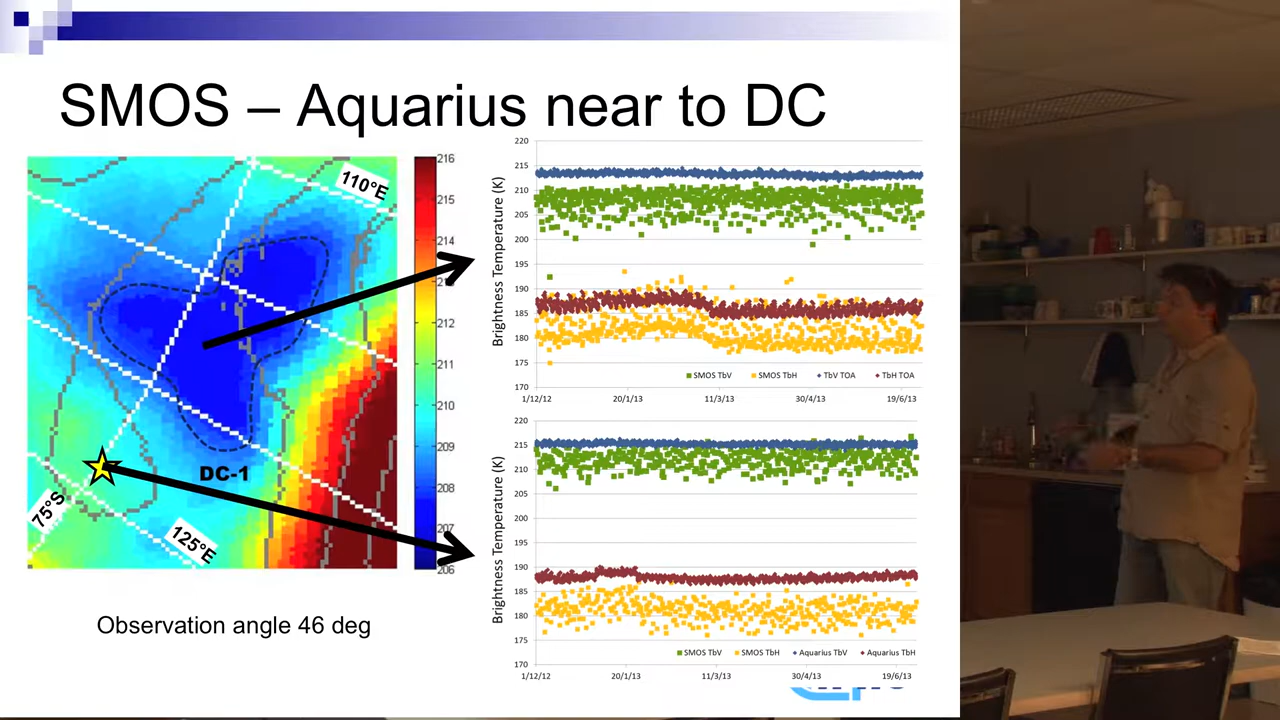 SMOS – Aquarius near to DC
110°E
DC-1
75°S
125°E
216
215
214
212
211
210
209
208
207
206
Observation angle 46 deg
Brightness Temperature (K)
220
215
210
205
200
195
190
185
180
175
170
SMOS TbV SMOS TbH TbV TOA TbH TOA
1/12/12 20/1/13 11/3/13 30/4/13 19/6/13
Brightness Temperature (K)
220
215
210
205
200
195
190
185
180
175
170
SMOS TbV SMOS TbH Aquarius TbV Aquarius TbH
1/12/12 20/1/13 11/3/13 30/4/13 19/6/13